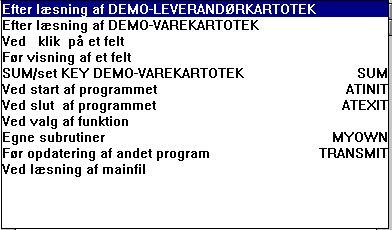 Efter læsning af DEMO-LEVERANDØRKARTOTEK
Efter læsning af DEMO-VAREKARTOTEK
Ved klik på et felt
Før visning af et felt
SUM/set KEY DEMO-VAREKARTOTEK SUM
Ved start af programmet ATINIT
Ved slut af programmet ATEXIT
Ved valg af funktion
Egne subrutiner MYOWN
Før opdatering af andet program TRANSMIT
Ved læsning af mainfil